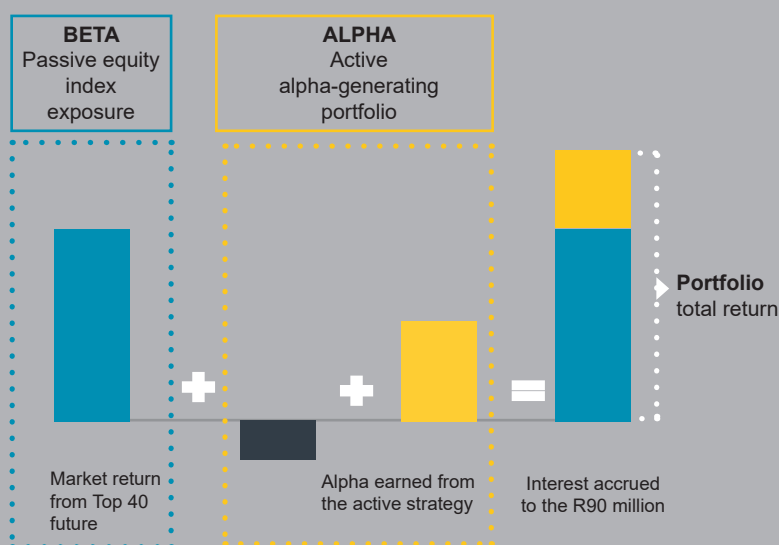 BETA
Passive equity
index
exposure
ALPHA
Active
alpha-generating
portfolio
Portfolio
total return
Market return
from Top 40
future
Alpha earned from
the active strategy
Interest accrued
to the R90 million